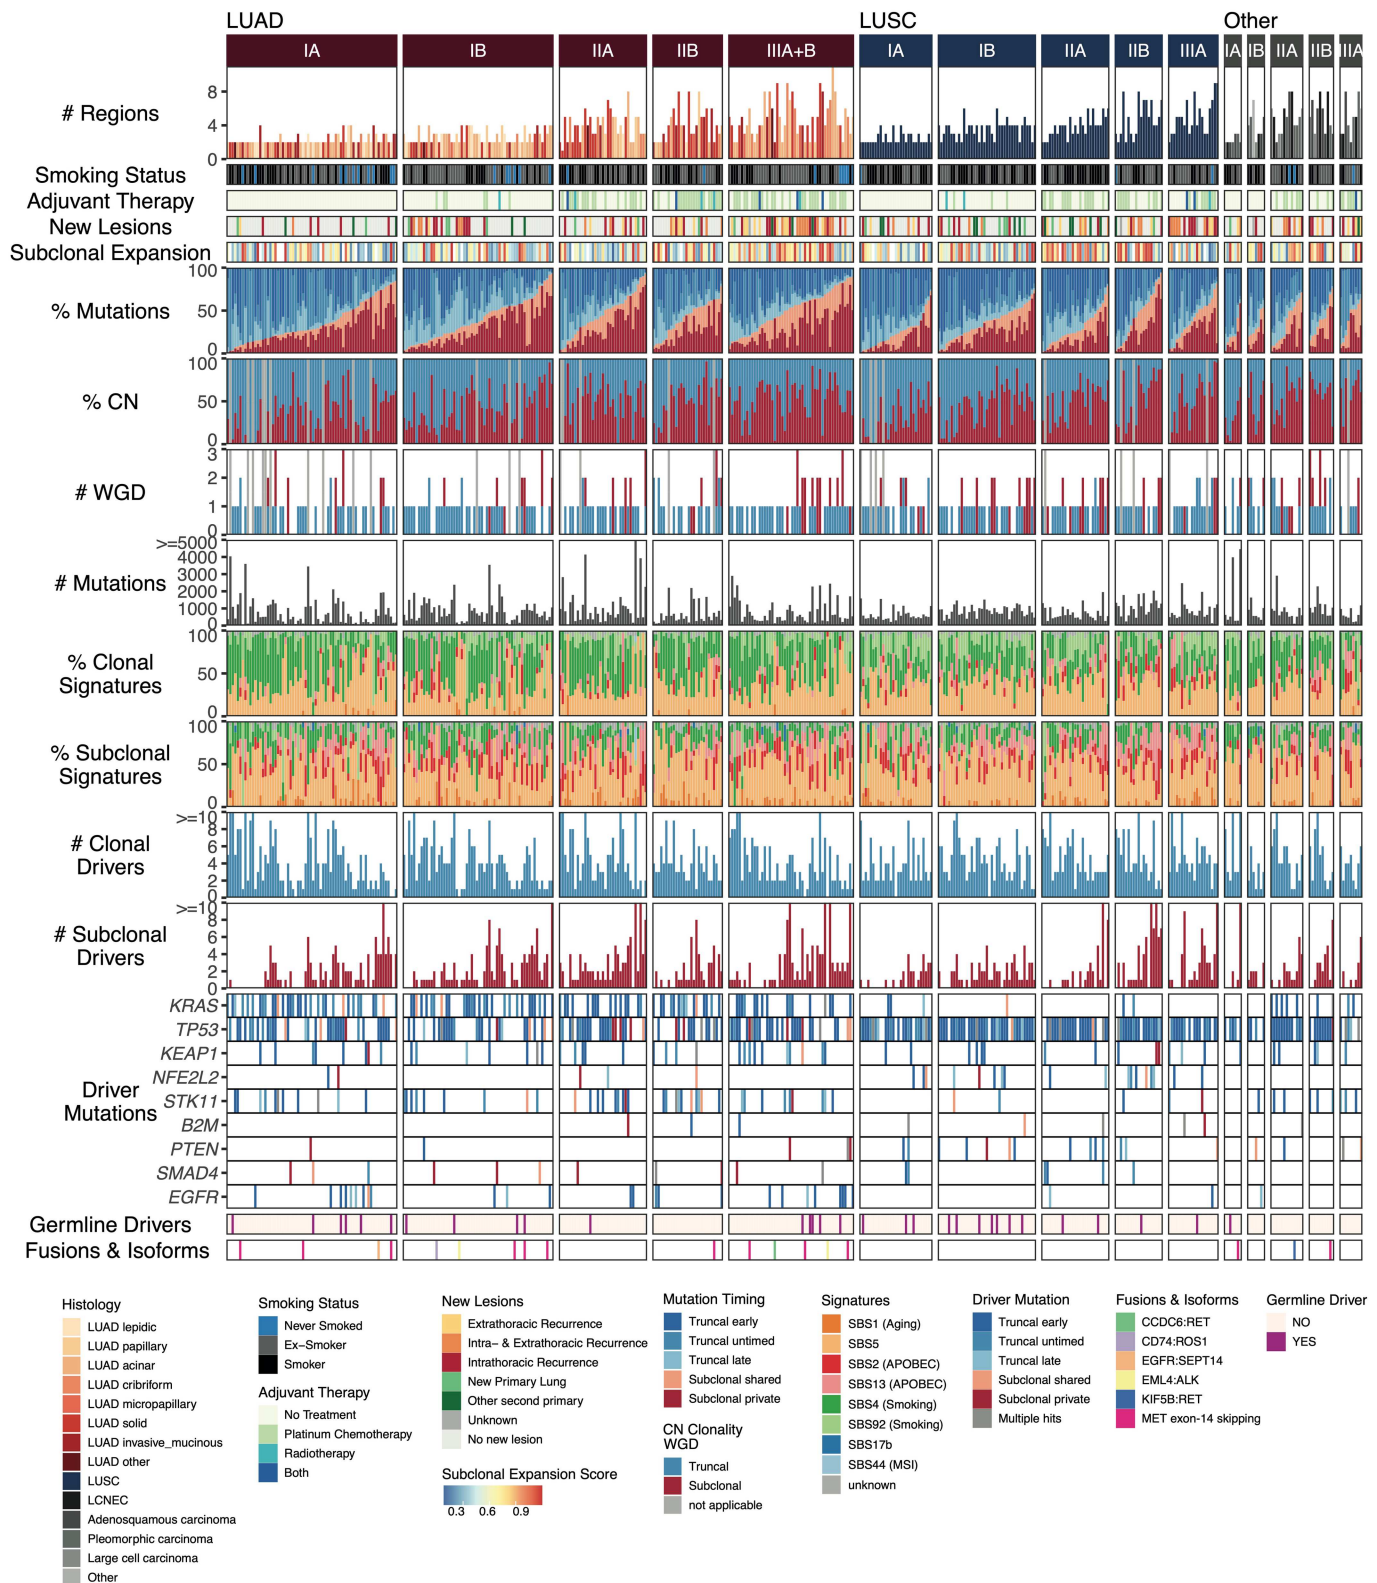 LUAD LUSC Other
IA IB IIA IIB IIIA+B IA IB IIA IIB IIIA IA IB IIA IIB IIIA
# Regions
8
4
0
Smoking Status
Adjuvant Therapy
New Lesions
Subclonal Expansion
% Mutations
100
50
0
% CN
100
50
0
# WGD
3
2
1
0
# Mutations
>=5000
4000
3000
2000
1000
0
% Clonal
Signatures
100
50
0
% Subclonal
Signatures
100
50
0
# Clonal
Drivers
>=10
8
6
4
2
0
# Subclonal
Drivers
>=10
8
6
4
2
0
Driver
Mutations
KRAS
TP53
KEAP1
NFE2L2
STK11
B2M
PTEN
SMAD4
EGFR
Germline Drivers
Fusions & Isoforms
Histology
LUAD lepidic
LUAD papillary
LUAD acinar
LUAD cribriform
LUAD micropapillary
LUAD solid
LUAD invasive_mucinous
LUAD other
LUSC
LCNEC
Adenosquamous carcinoma
Pleomorphic carcinoma
Large cell carcinoma
Other
Smoking Status
Never Smoked
Ex−Smoker
Smoker
Adjuvant Therapy
No Treatment
Platinum Chemotherapy
Radiotherapy
Both
New Lesions
Extrathoracic Recurrence
Intra− & Extrathoracic Recurrence
Intrathoracic Recurrence
New Primary Lung
Other second primary
Unknown
No new lesion
Subclonal Expansion Score
0.3 0.6 0.9
Mutation Timing
Truncal early
Truncal untimed
Truncal late
Subclonal shared
Subclonal private
CN Clonality
WGD
Truncal
Subclonal
not applicable
Signatures
SBS1 (Aging)
SBS5
SBS2 (APOBEC)
SBS13 (APOBEC)
SBS4 (Smoking)
SBS92 (Smoking)
SBS17b
SBS44 (MSI)
unknown
Driver Mutation
Truncal early
Truncal untimed
Truncal late
Subclonal shared
Subclonal private
Multiple hits
Fusions & Isoforms
CCDC6:RET
CD74:ROS1
EGFR:SEPT14
EML4:ALK
KIF5B:RET
MET exon-14 skipping
Germline Driver
NO
YES